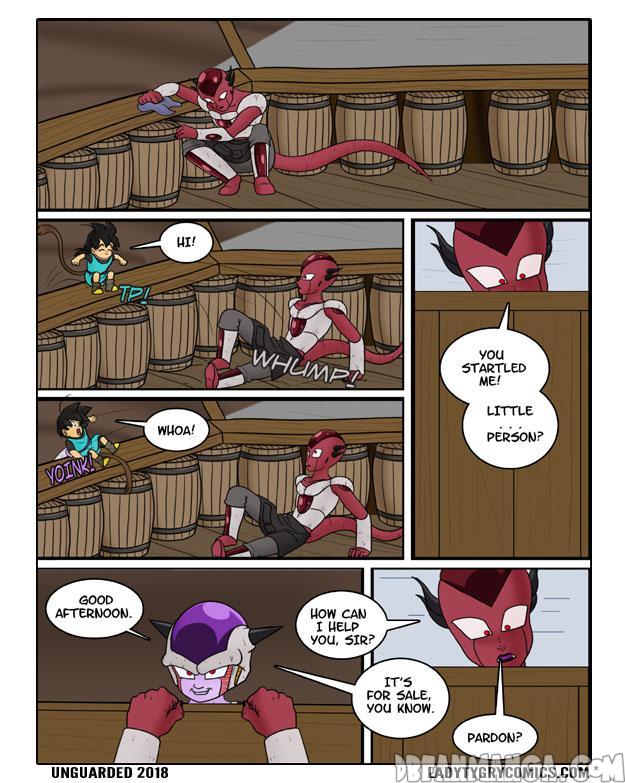 HI!
TP!
WHUMP!
YOU
STARTLED
ME!
LITTLE
...
PERSON?
WHOA!
YOINK!
GOOD
AFTERNOON.
HOW CAN
I HELP
YOU, SIR?
IT'S
FOR SALE,
YOU KNOW.
PARDON?
UNGUARDED 2018
LADYTYGRYCOMICS.COM
DBFANMANGA.COM